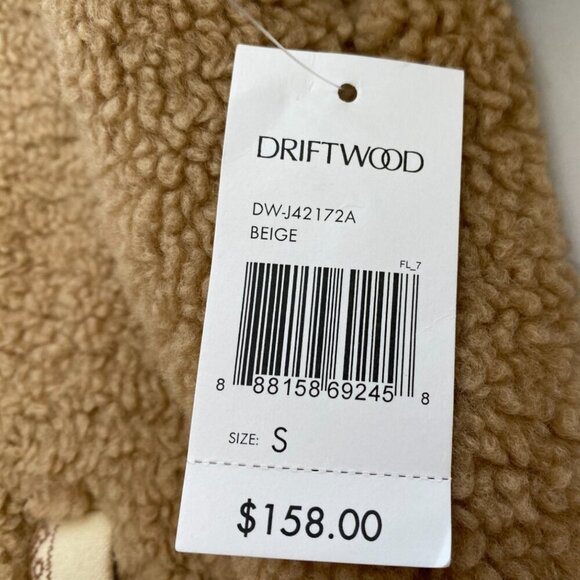 DRIFTWOOD
DW-J42172A
BEIGE
FL_7
8 88158 69245 8
SIZE: S
$158.00